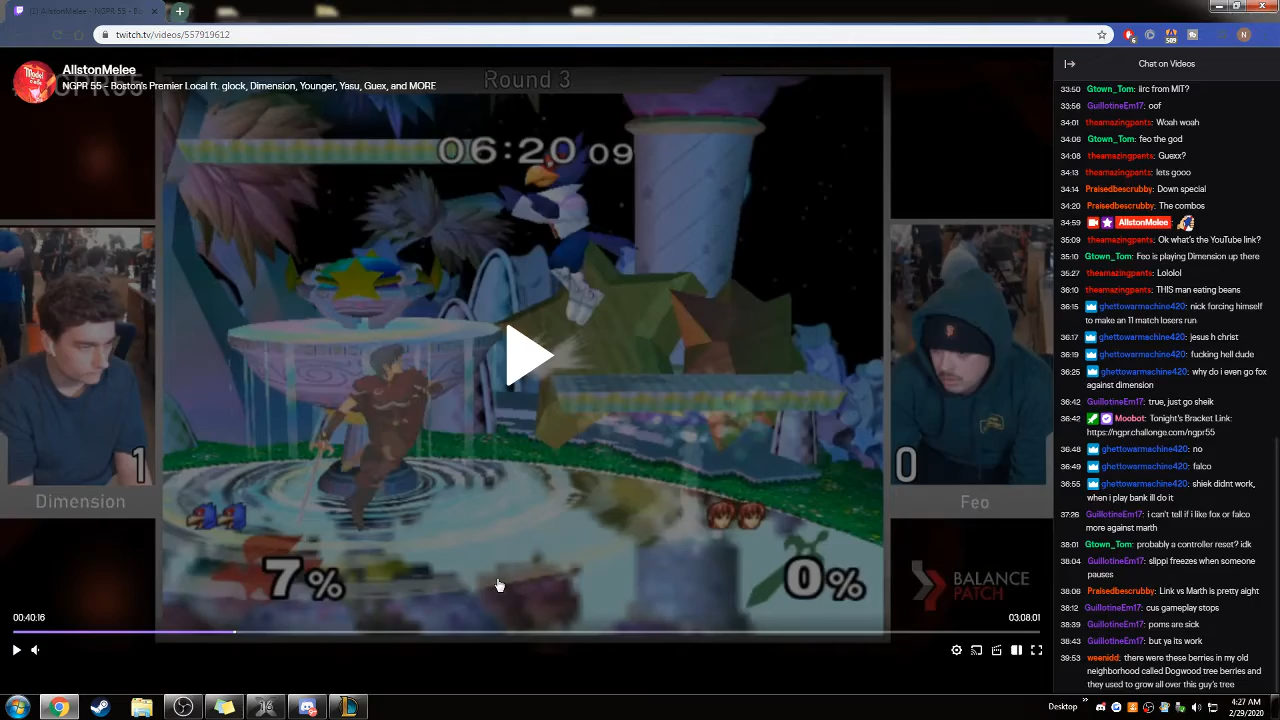 (1) AllstonMelee - NGPR 55 - Bo
twitch.tv/videos/557919612
AllstonMelee
NGPR 55 - Boston's Premier Local ft. glock, Dimension, Younger, Yasu, Guex, and MORE
Round 3
06:20 09
1
0
Dimension
Feo
7%
0%
BALANCE
PATCH
00:40:16
03:08:01
Chat on Videos
33:50 Gtown_Tom: lirc from MIT?
33:56 GuillotineEm17: oof
34:01 theamazingpants: Woah woah
34:06 Gtown_Tom: feo the god
34:08 theamazingpants: Guexx?
34:13 theamazingpants: lets gooo
34:14 Praisedbescrubby: Down special
34:20 Praisedbescrubby: The combos
34:59 AllstonMelee:
35:09 theamazingpants: Ok what's the YouTube link?
35:10 Gtown_Tom: Feo is playing Dimension up there
35:27 theamazingpants: Lololol
36:10 theamazingpants: THIS man eating beans
36:15 ghettowarmachine420: nick forcing himself
to make an 11 match losers run
36:17 ghettowarmachine420: jesus h christ
36:19 ghettowarmachine420: fucking hell dude
36:25 ghettowarmachine420: why do i even go fox
against dimension
36:42 GuillotineEm17: true, just go sheik
36:42 Moobot: Tonight's Bracket Link:
https://ngpr.challonge.com/ngpr55
36:48 ghettowarmachine420: no
36:49 ghettowarmachine420: falco
36:55 ghettowarmachine420: shiek didnt work,
when i play bank ill do it
37:26 GuillotineEm17: i can't tell if i like fox or falco
more against marth
38:01 Gtown_Tom: probably a controller reset? idk
38:04 GuillotineEm17: slippi freezes when someone
pauses
38:06 Praisedbescrubby: Link vs Marth is pretty aight
38:12 GuillotineEm17: cus gameplay stops
38:39 GuillotineEm17: poms are sick
38:43 GuillotineEm17: but ya its work
39:53 weenidd: there were these berries in my old
neighborhood called Dogwood tree berries and
they used to grow all over this guy's tree
Desktop
4:27 AM
2/29/2020